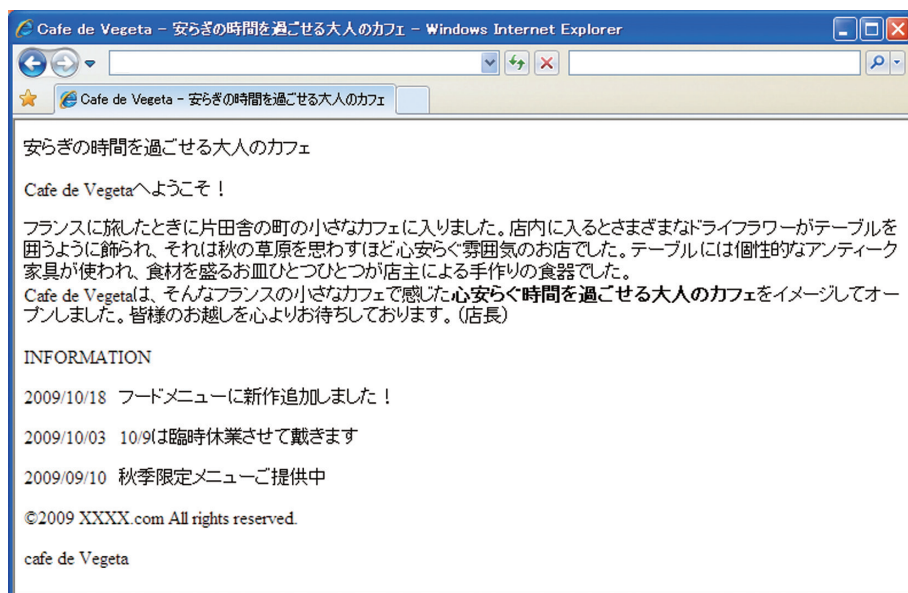 Cafe de Vegeta - 安らぎの時間を過ごせる大人のカフェ - Windows Internet Explorer
Cafe de Vegeta - 安らぎの時間を過ごせる大人のカフェ
安らぎの時間を過ごせる大人のカフェ
Cafe de Vegetaへようこそ！
フランスに旅したときに片田舎の町の小さなカフェに入りました。店内に入るとさまざまなドライフラワーがテーブルを
囲うように飾られ、それは秋の草原を思わすほど心安らぐ雰囲気のお店でした。テーブルには個性的なアンティーク
家具が使われ、食材を盛るお皿ひとつひとつが店主による手作りの食器でした。
Cafe de Vegetaは、そんなフランスの小さなカフェで感じた心安らぐ時間を過ごせる大人のカフェをイメージしてオー
プンしました。皆様のお越しを心よりお待ちしております。（店長）
INFORMATION
2009/10/18 フードメニューに新作追加しました！
2009/10/03 10/9は臨時休業させて戴きます
2009/09/10 秋季限定メニューご提供中
©2009 XXXX.com All rights reserved.
cafe de Vegeta